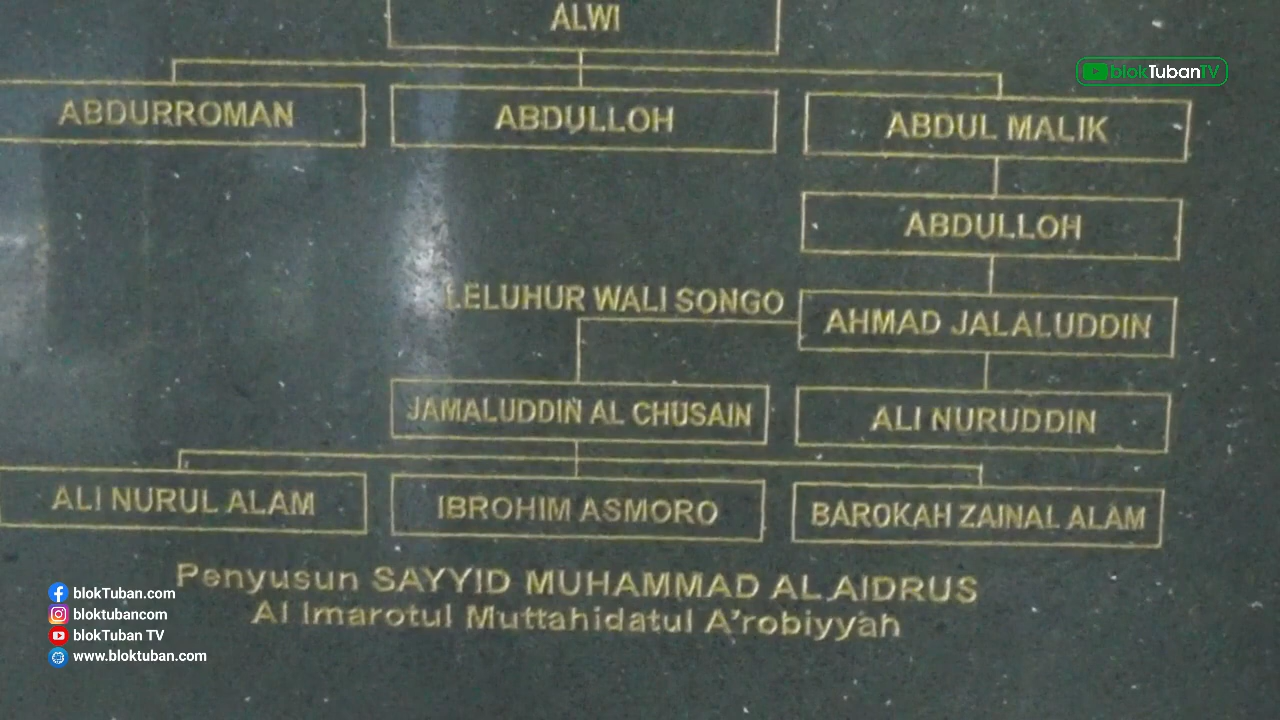 ALWI
blokTubanTV
ABDURROMAN
ABDULLOH
ABDUL MALIK
ABDULLOH
LELUHUR WALI SONGO
AHMAD JALALUDDIN
JAMALUDDIN AL CHUSAIN
ALI NURUDDIN
ALI NURUL ALAM
IBROHIM ASMORO
BAROKAH ZAINAL ALAM
Penyusun SAYYID MUHAMMAD AL AIDRUS
Al Imarotul Muttahidatul A'robiyyah
blokTuban.com
bloktubancom
blokTuban TV
www.bloktuban.com